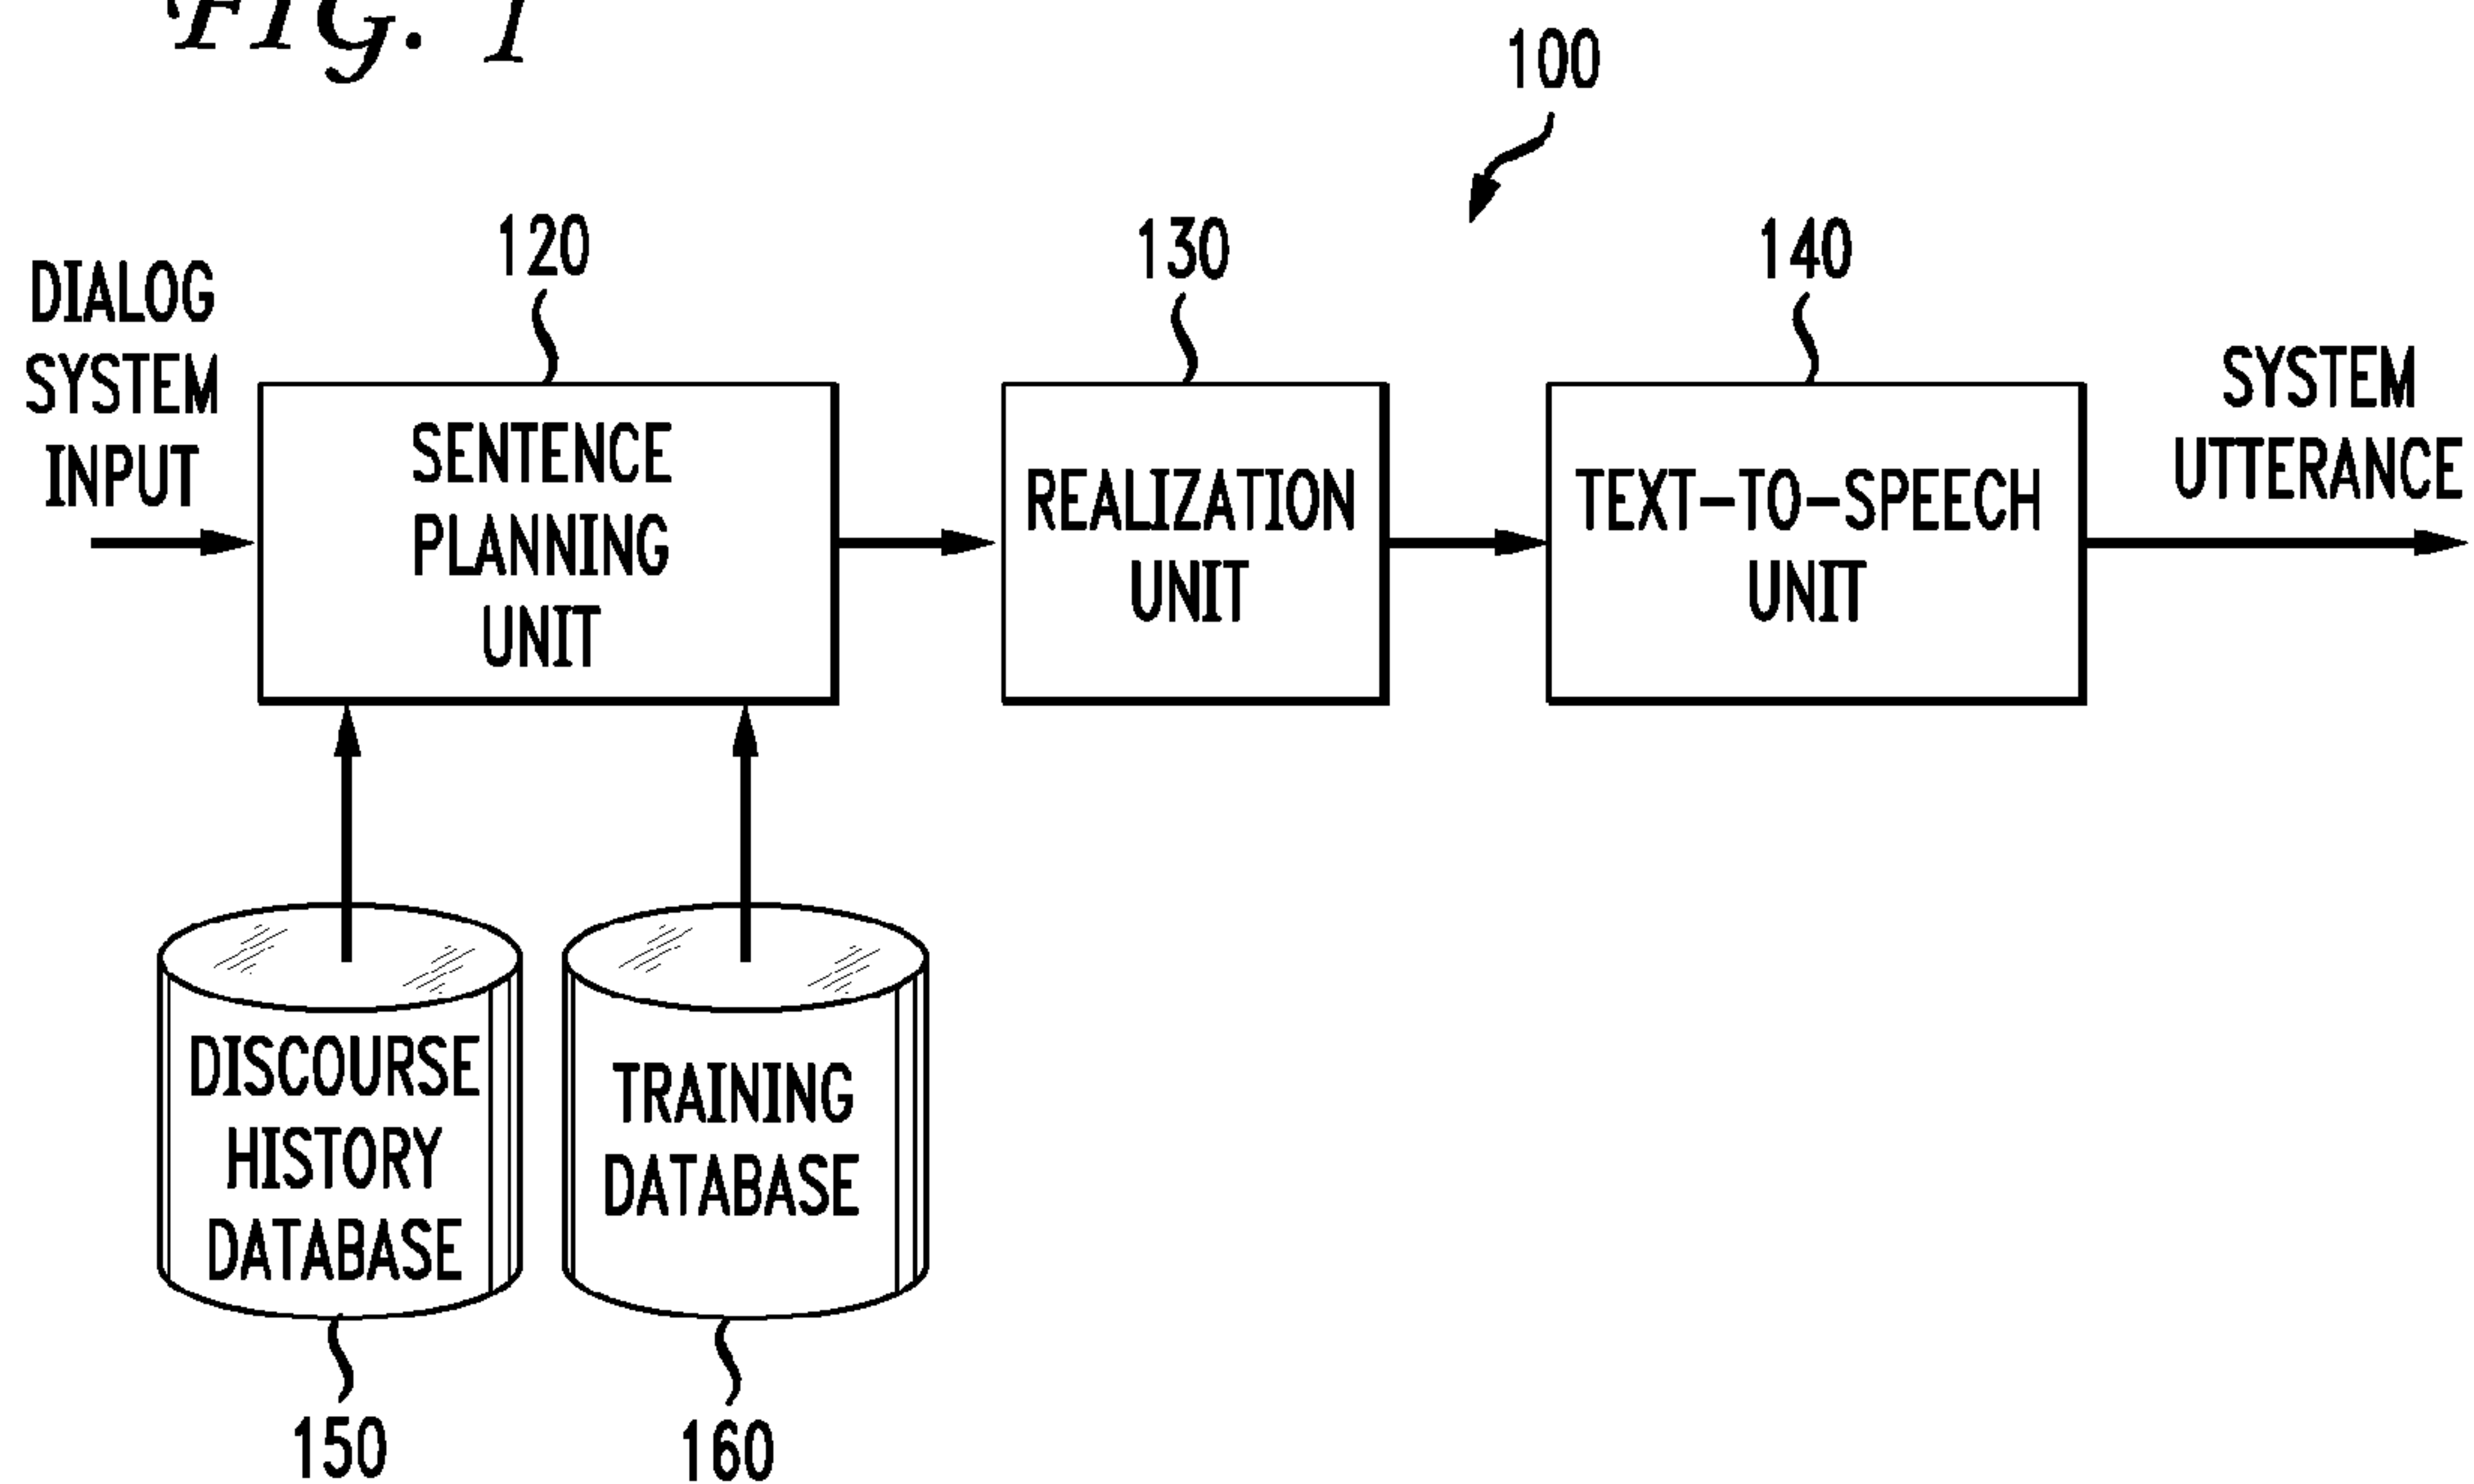 FIG. 1
100
120
130
140
DIALOG
SYSTEM
INPUT
SENTENCE
PLANNING
UNIT
REALIZATION
UNIT
TEXT-TO-SPEECH
UNIT
SYSTEM
UTTERANCE
DISCOURSE
HISTORY
DATABASE
TRAINING
DATABASE
150
160